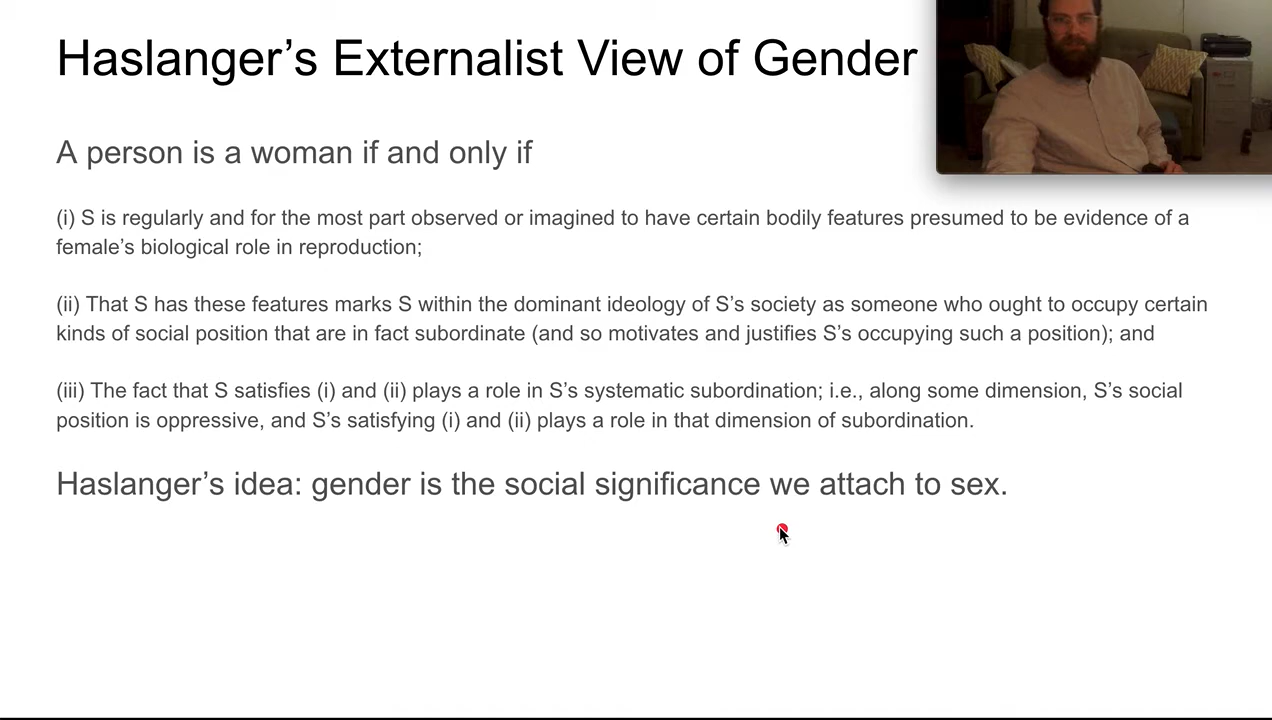 Haslanger’s Externalist View of Gender
A person is a woman if and only if
(i) S is regularly and for the most part observed or imagined to have certain bodily features presumed to be evidence of a
female’s biological role in reproduction;
(ii) That S has these features marks S within the dominant ideology of S’s society as someone who ought to occupy certain
kinds of social position that are in fact subordinate (and so motivates and justifies S’s occupying such a position); and
(iii) The fact that S satisfies (i) and (ii) plays a role in S’s systematic subordination; i.e., along some dimension, S’s social
position is oppressive, and S’s satisfying (i) and (ii) plays a role in that dimension of subordination.
Haslanger’s idea: gender is the social significance we attach to sex.